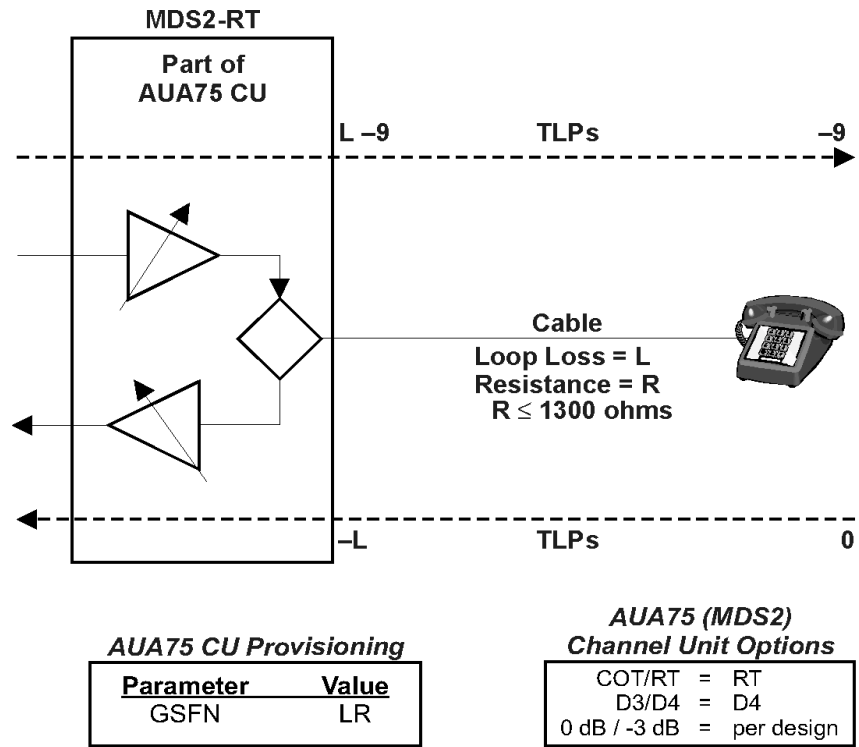 MDS2-RT
Part of
AUA75 CU
L –9 TLPs –9
Cable
Loop Loss = L
Resistance = R
R ≤ 1300 ohms
–L TLPs 0
AUA75 CU Provisioning
Parameter Value
GSFN LR
AUA75 (MDS2)
Channel Unit Options
COT/RT = RT
D3/D4 = D4
0 dB / -3 dB = per design